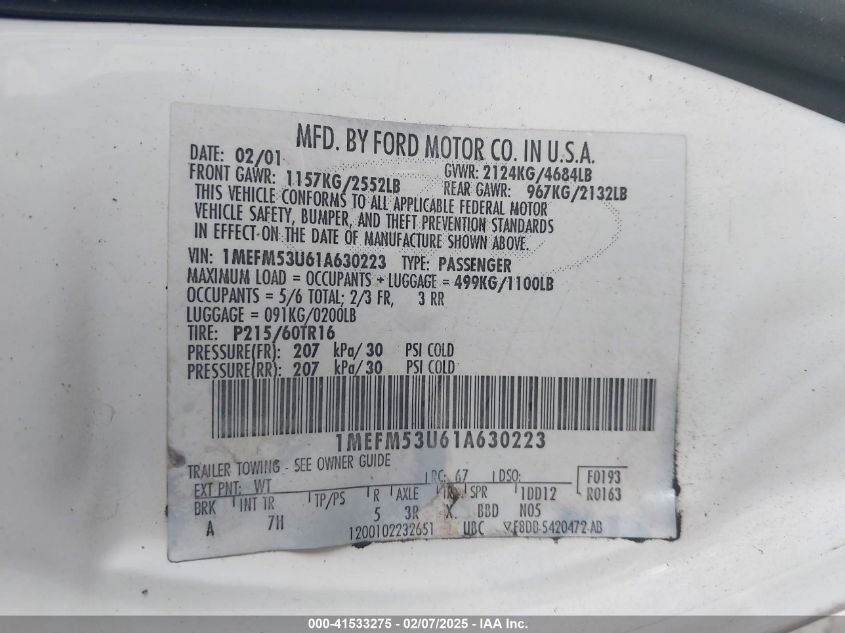 MFD. BY FORD MOTOR CO. IN U.S.A.
DATE: 02/01 GVWR: 2124KG/4684LB
FRONT GAWR: 1157KG/2552LB REAR GAWR: 967KG/2132LB
THIS VEHICLE CONFORMS TO ALL APPLICABLE FEDERAL MOTOR
VEHICLE SAFETY, BUMPER, AND THEFT PREVENTION STANDARDS
IN EFFECT ON THE DATE OF MANUFACTURE SHOWN ABOVE.
VIN: 1MEFM53U61A630223 TYPE: PASSENGER
MAXIMUM LOAD = OCCUPANTS + LUGGAGE = 499KG/1100LB
OCCUPANTS = 5/6 TOTAL; 2/3 FR, 3 RR
LUGGAGE = 091KG/0200LB
TIRE: P215/60TR16
PRESSURE(FR): 207 kPa/30 PSI COLD
PRESSURE(RR): 207 kPa/30 PSI COLD
1MEFM53U61A630223
TRAILER TOWING - SEE OWNER GUIDE
EXT PNT: WT RC: 67 DSO: F0193
BRK INT TR TP/PS R AXLE TR SPR 1DD12 R0163
A 7H 5 3R X BBD N05
1200102232651 UBC F8DB-5420472-AB
000-41533275 - 02/07/2025 - IAA Inc.